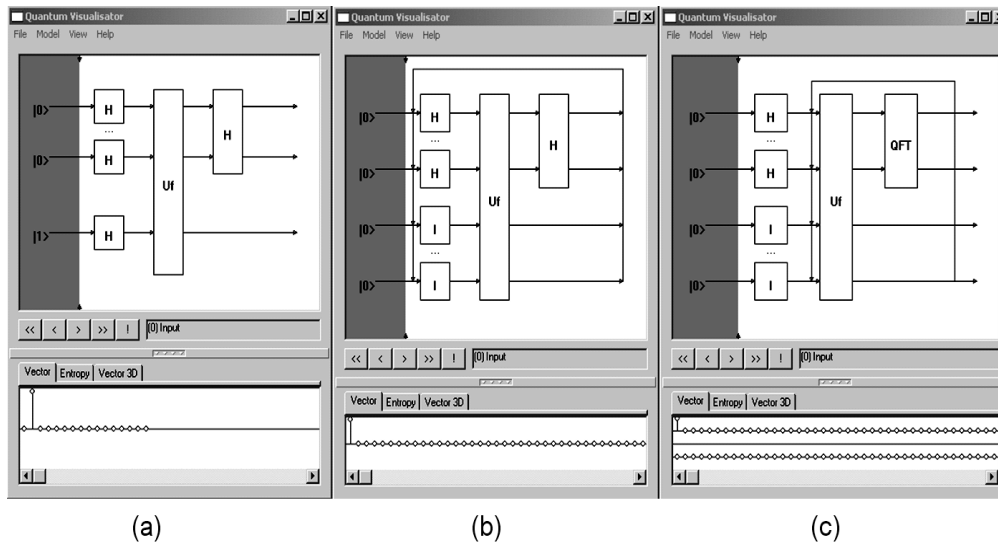 Quantum Visualisator
File Model View Help
|0>
H
...
|0>
H
H
Uf
|1>
H
<< < > >> ! (0) Input
Vector Entropy Vector 3D
(a)
Quantum Visualisator
File Model View Help
|0>
H
...
|0>
H
H
Uf
|0>
I
...
|0>
I
<< < > >> ! (0) Input
Vector Entropy Vector 3D
(b)
Quantum Visualisator
File Model View Help
|0>
H
...
|0>
H
QFT
Uf
|0>
I
...
|0>
I
<< < > >> ! (0) Input
Vector Entropy Vector 3D
(c)